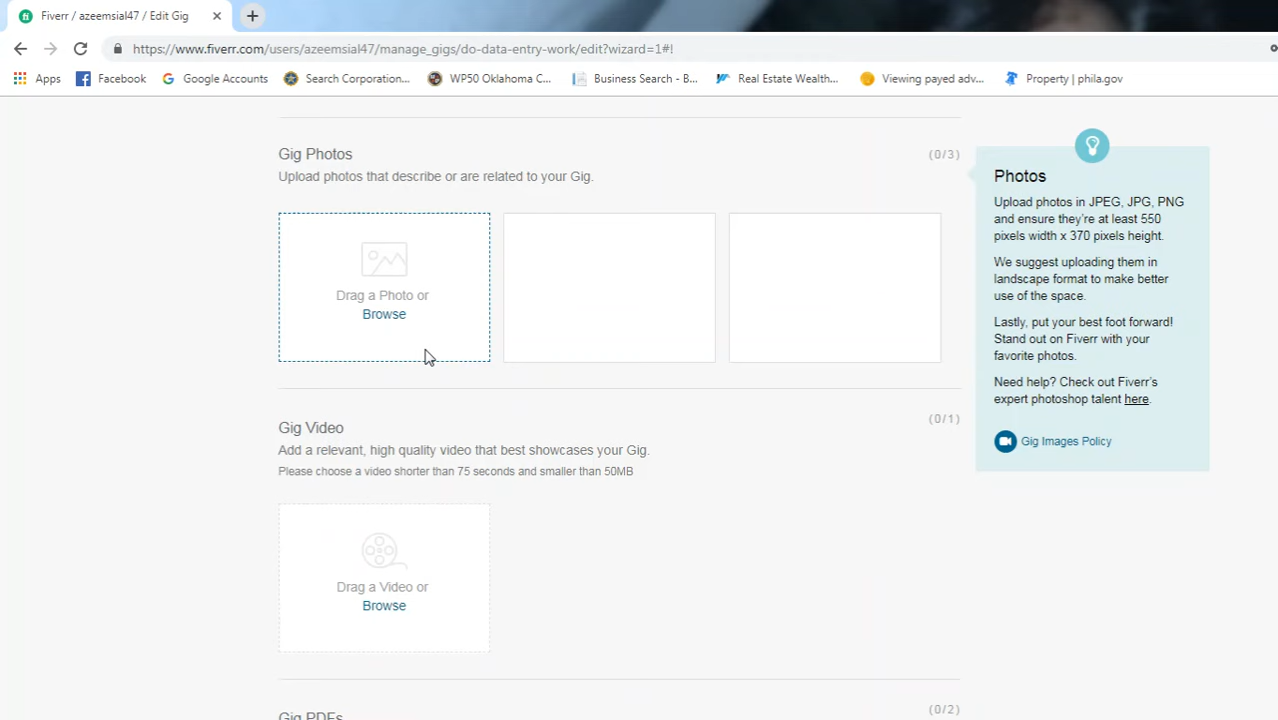 Fiverr / azeemsial47 / Edit Gig
https://www.fiverr.com/users/azeemsial47/manage_gigs/do-data-entry-work/edit?wizard=1#!
Apps Facebook Google Accounts Search Corporation... WP50 Oklahoma C... Business Search - B... Real Estate Wealth... Viewing payed adv... Property | phila.gov
Gig Photos (0/3)
Upload photos that describe or are related to your Gig.
Drag a Photo or
Browse
Photos
Upload photos in JPEG, JPG, PNG
and ensure they're at least 550
pixels width x 370 pixels height.
We suggest uploading them in
landscape format to make better
use of the space.
Lastly, put your best foot forward!
Stand out on Fiverr with your
favorite photos.
Need help? Check out Fiverr's
expert photoshop talent here.
Gig Images Policy
Gig Video (0/1)
Add a relevant, high quality video that best showcases your Gig.
Please choose a video shorter than 75 seconds and smaller than 50MB
Drag a Video or
Browse
Gig PDFs (0/2)